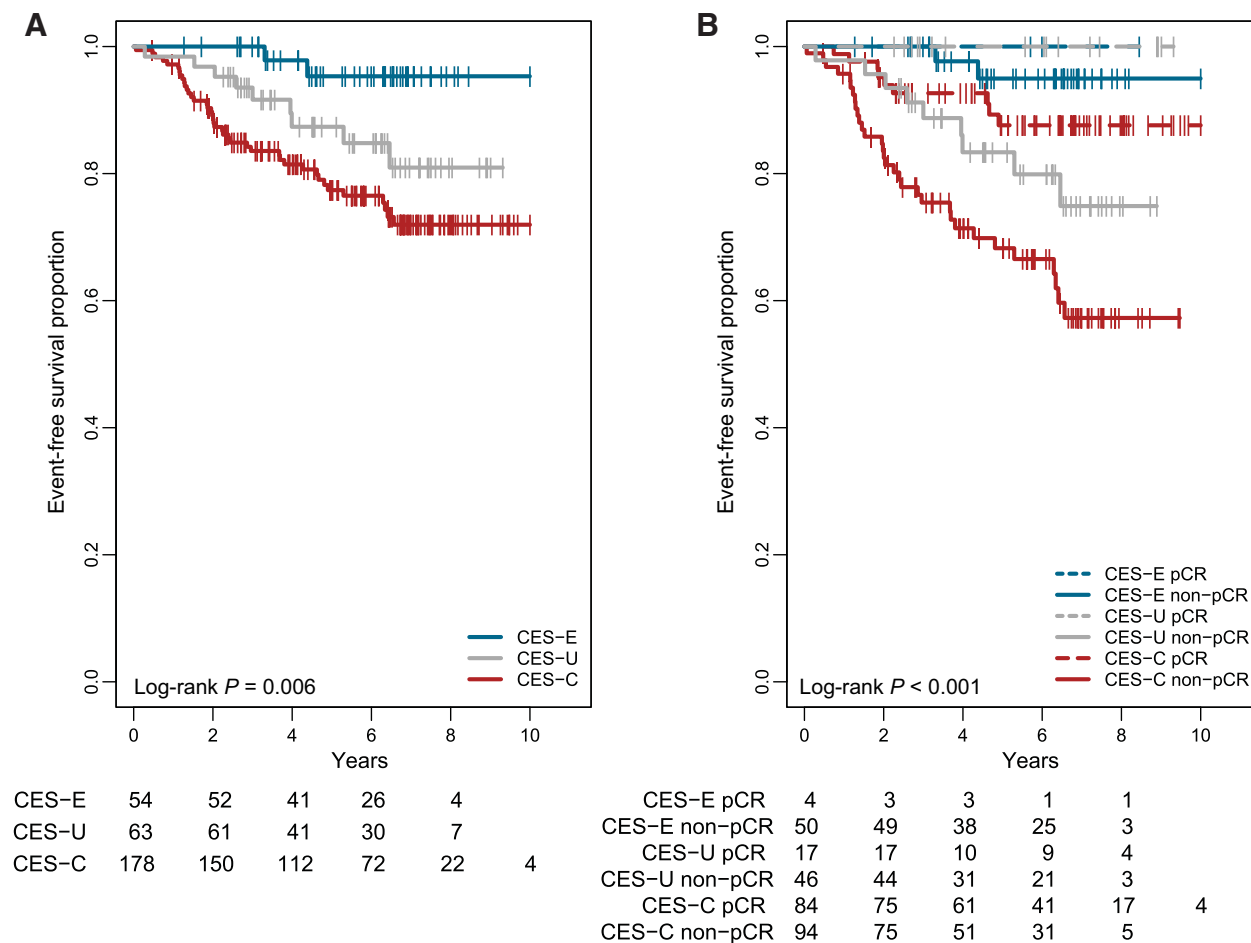 A
Event-free survival proportion
1.0
0.8
0.6
0.4
0.2
0.0
CES−E
CES−U
CES−C
Log-rank P = 0.006
0 2 4 6 8 10
Years
CES−E 54 52 41 26 4
CES−U 63 61 41 30 7
CES−C 178 150 112 72 22 4
B
Event-free survival proportion
1.0
0.8
0.6
0.4
0.2
0.0
CES−E pCR
CES−E non−pCR
CES−U pCR
CES−U non−pCR
CES−C pCR
CES−C non−pCR
Log-rank P < 0.001
0 2 4 6 8 10
Years
CES−E pCR 4 3 3 1 1
CES−E non−pCR 50 49 38 25 3
CES−U pCR 17 17 10 9 4
CES−U non−pCR 46 44 31 21 3
CES−C pCR 84 75 61 41 17 4
CES−C non−pCR 94 75 51 31 5